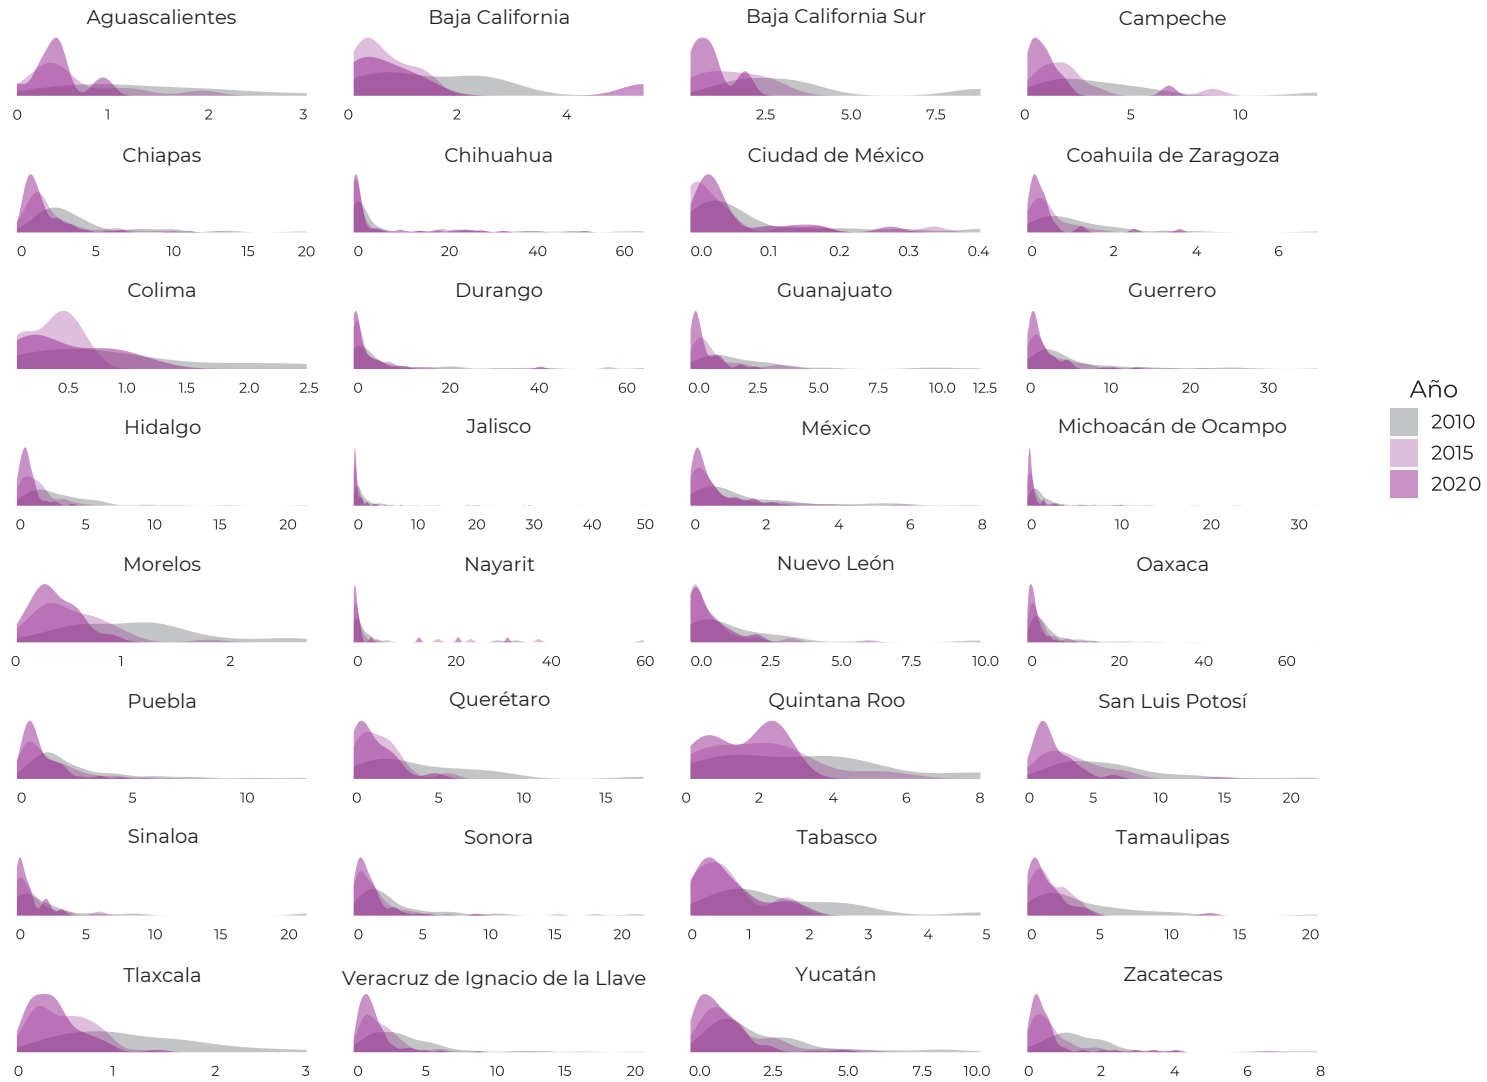 Aguascalientes Baja California Baja California Sur Campeche
0 1 2 3 0 2 4 2.5 5.0 7.5 0 5 10
Chiapas Chihuahua Ciudad de México Coahuila de Zaragoza
0 5 10 15 20 0 20 40 60 0.0 0.1 0.2 0.3 0.4 0 2 4 6
Colima Durango Guanajuato Guerrero
0.5 1.0 1.5 2.0 2.5 0 20 40 60 0.0 2.5 5.0 7.5 10.0 12.5 0 10 20 30
Año
2010
2015
2020
Hidalgo Jalisco México Michoacán de Ocampo
0 5 10 15 20 0 10 20 30 40 50 0 2 4 6 8 0 10 20 30
Morelos Nayarit Nuevo León Oaxaca
0 1 2 0 20 40 60 0.0 2.5 5.0 7.5 10.0 0 20 40 60
Puebla Querétaro Quintana Roo San Luis Potosí
0 5 10 0 5 10 15 0 2 4 6 8 0 5 10 15 20
Sinaloa Sonora Tabasco Tamaulipas
0 5 10 15 20 0 5 10 15 20 0 1 2 3 4 5 0 5 10 15 20
Tlaxcala Veracruz de Ignacio de la Llave Yucatán Zacatecas
0 1 2 3 0 5 10 15 20 0.0 2.5 5.0 7.5 10.0 0 2 4 6 8